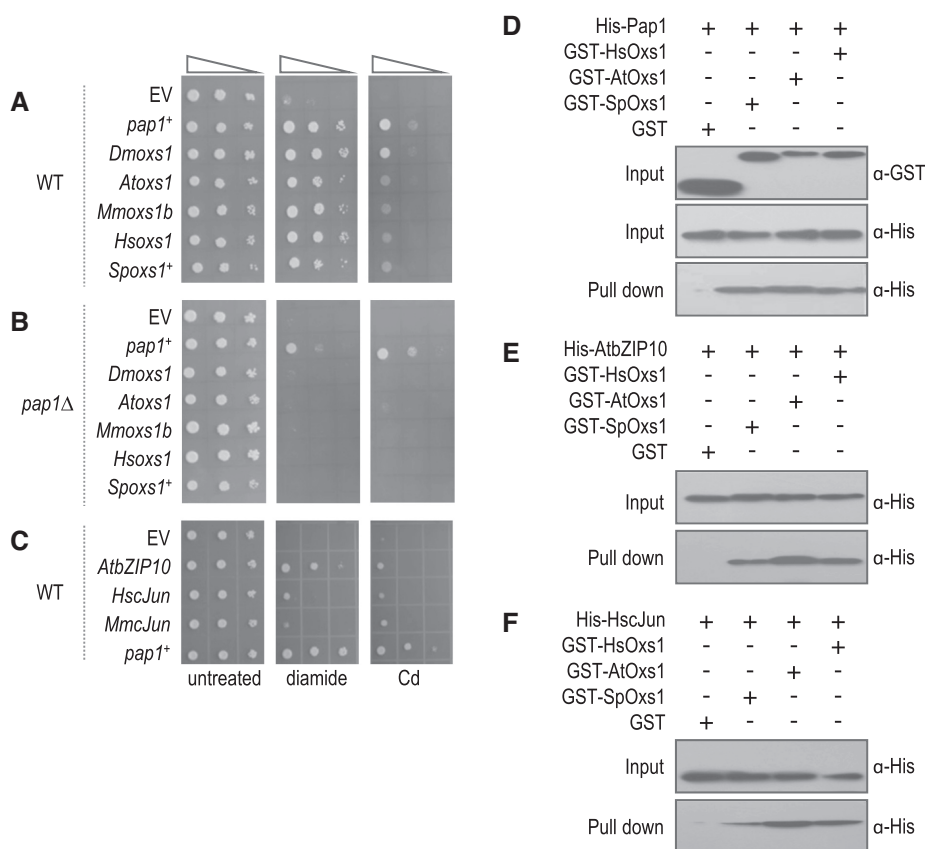 A
WT
EV
pap1+
Dmoxs1
Atoxs1
Mmoxs1b
Hsoxs1
Spoxs1+
B
pap1Δ
EV
pap1+
Dmoxs1
Atoxs1
Mmoxs1b
Hsoxs1
Spoxs1+
C
WT
EV
AtbZIP10
HscJun
MmcJun
pap1+
untreated diamide Cd
D
His-Pap1 + + + +
GST-HsOxs1 - - - +
GST-AtOxs1 - - + -
GST-SpOxs1 - + - -
GST + - - -
Input α-GST
Input α-His
Pull down α-His
E
His-AtbZIP10 + + + +
GST-HsOxs1 - - - +
GST-AtOxs1 - - + -
GST-SpOxs1 - + - -
GST + - - -
Input α-His
Pull down α-His
F
His-HscJun + + + +
GST-HsOxs1 - - - +
GST-AtOxs1 - - + -
GST-SpOxs1 - + - -
GST + - - -
Input α-His
Pull down α-His